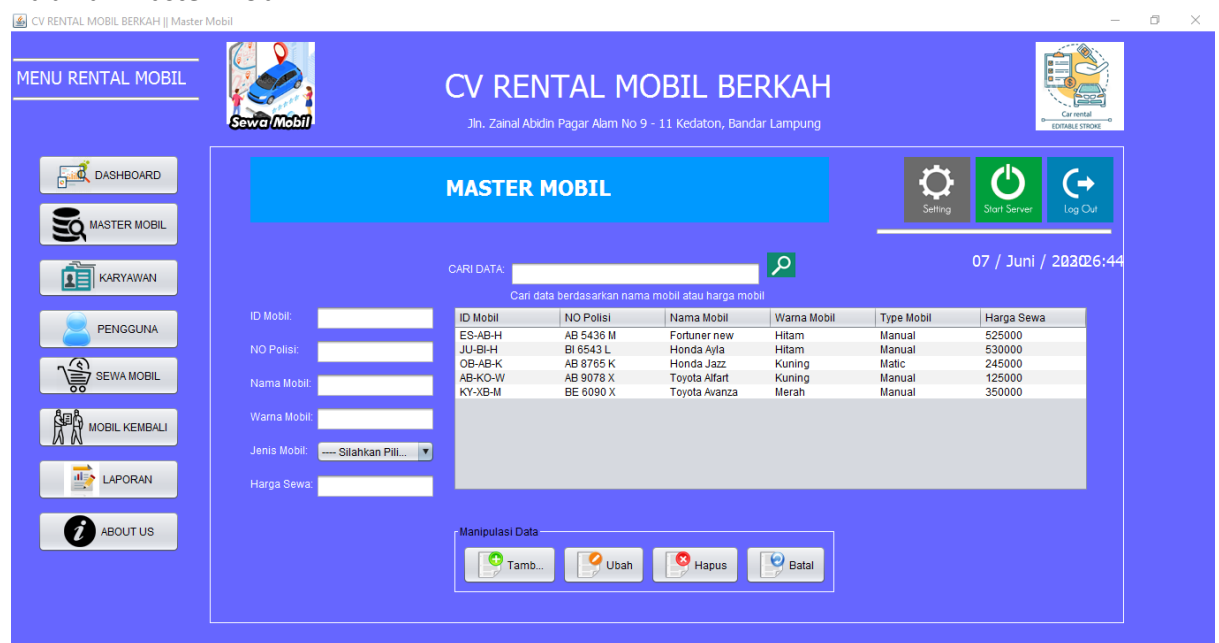 CV RENTAL MOBIL BERKAH || Master Mobil
MENU RENTAL MOBIL
Sewa Mobil
CV RENTAL MOBIL BERKAH
Jln. Zainal Abidin Pagar Alam No 9 - 11 Kedaton, Bandar Lampung
Car rental
EDITABLE STROKE
DASHBOARD
MASTER MOBIL
KARYAWAN
PENGGUNA
SEWA MOBIL
MOBIL KEMBALI
LAPORAN
ABOUT US
MASTER MOBIL
Setting
Start Server
Log Out
07 / Juni /
CARI DATA:
Cari data berdasarkan nama mobil atau harga mobil
ID Mobil:
NO Polisi:
Nama Mobil:
Warna Mobil:
Jenis Mobil: ---- Silahkan Pili...
Harga Sewa:
ID Mobil NO Polisi Nama Mobil Warna Mobil Type Mobil Harga Sewa
ES-AB-H AB 5436 M Fortuner new Hitam Manual 525000
JU-BI-H BI 6543 L Honda Ayla Hitam Manual 530000
OB-AB-K AB 8765 K Honda Jazz Kuning Matic 245000
AB-KO-W AB 9078 X Toyota Alfart Kuning Manual 125000
KY-XB-M BE 6090 X Toyota Avanza Merah Manual 350000
Manipulasi Data
Tamb...
Ubah
Hapus
Batal